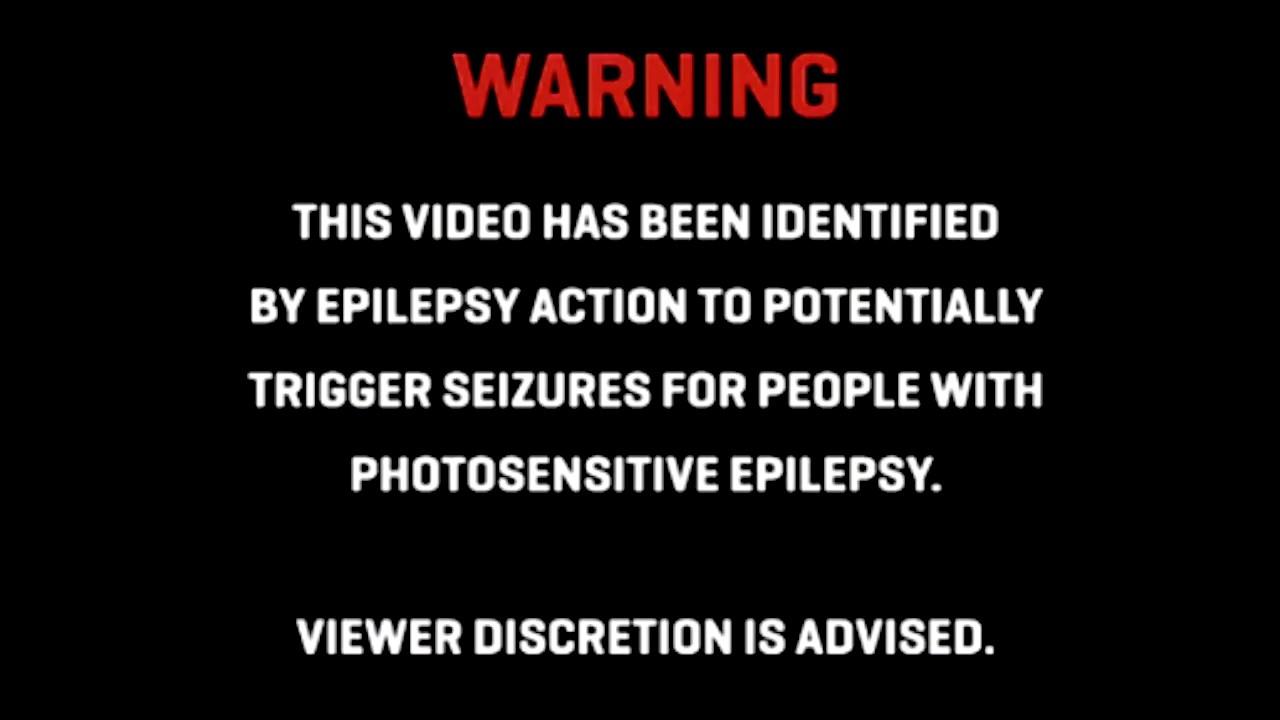 WARNING
THIS VIDEO HAS BEEN IDENTIFIED
BY EPILEPSY ACTION TO POTENTIALLY
TRIGGER SEIZURES FOR PEOPLE WITH
PHOTOSENSITIVE EPILEPSY.
VIEWER DISCRETION IS ADVISED.